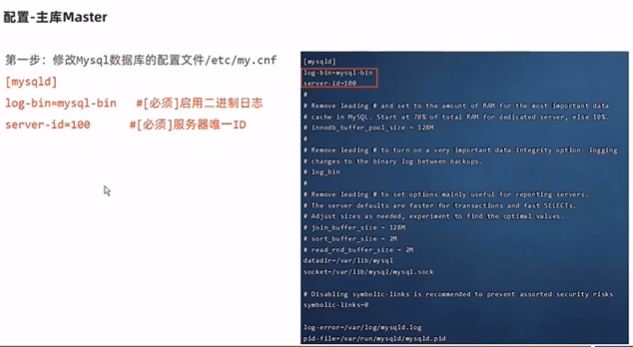 配置-主库Master
第一步：修改Mysql数据库的配置文件/etc/my.cnf
[mysqld]
log-bin=mysql-bin #[必须]启用二进制日志
server-id=100 #[必须]服务器唯一ID
[mysqld]
log-bin=mysql-bin
server-id=100
#
# Remove leading # and set to the amount of RAM for the most important data
# cache in MySQL. Start at 70% of total RAM for dedicated server, else 10%.
# innodb_buffer_pool_size = 128M
#
# Remove leading # to turn on a very important data integrity option: logging
# changes to the binary log between backups.
# log_bin
#
# Remove leading # to set options mainly useful for reporting servers.
# The server defaults are faster for transactions and fast SELECTs.
# Adjust sizes as needed, experiment to find the optimal values.
# join_buffer_size = 128M
# sort_buffer_size = 2M
# read_rnd_buffer_size = 2M
datadir=/var/lib/mysql
socket=/var/lib/mysql/mysql.sock
# Disabling symbolic-links is recommended to prevent assorted security risks
symbolic-links=0
log-error=/var/log/mysqld.log
pid-file=/var/run/mysqld/mysqld.pid